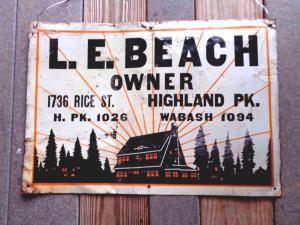 L. E. BEACH
OWNER
1736 RICE ST. HIGHLAND PK.
H. PK. 1026 WABASH 1094